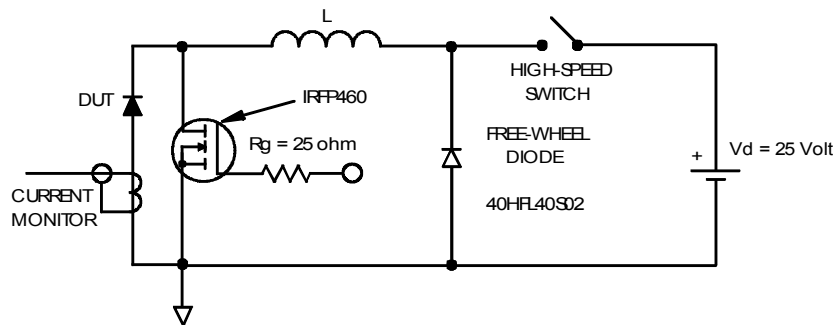 L
HIGH-SPEED
SWITCH
DUT
IRFP460
Rg = 25 ohm
FREE-WHEEL
DIODE
+
Vd = 25 Volt
CURRENT
MONITOR
40HFL40S02